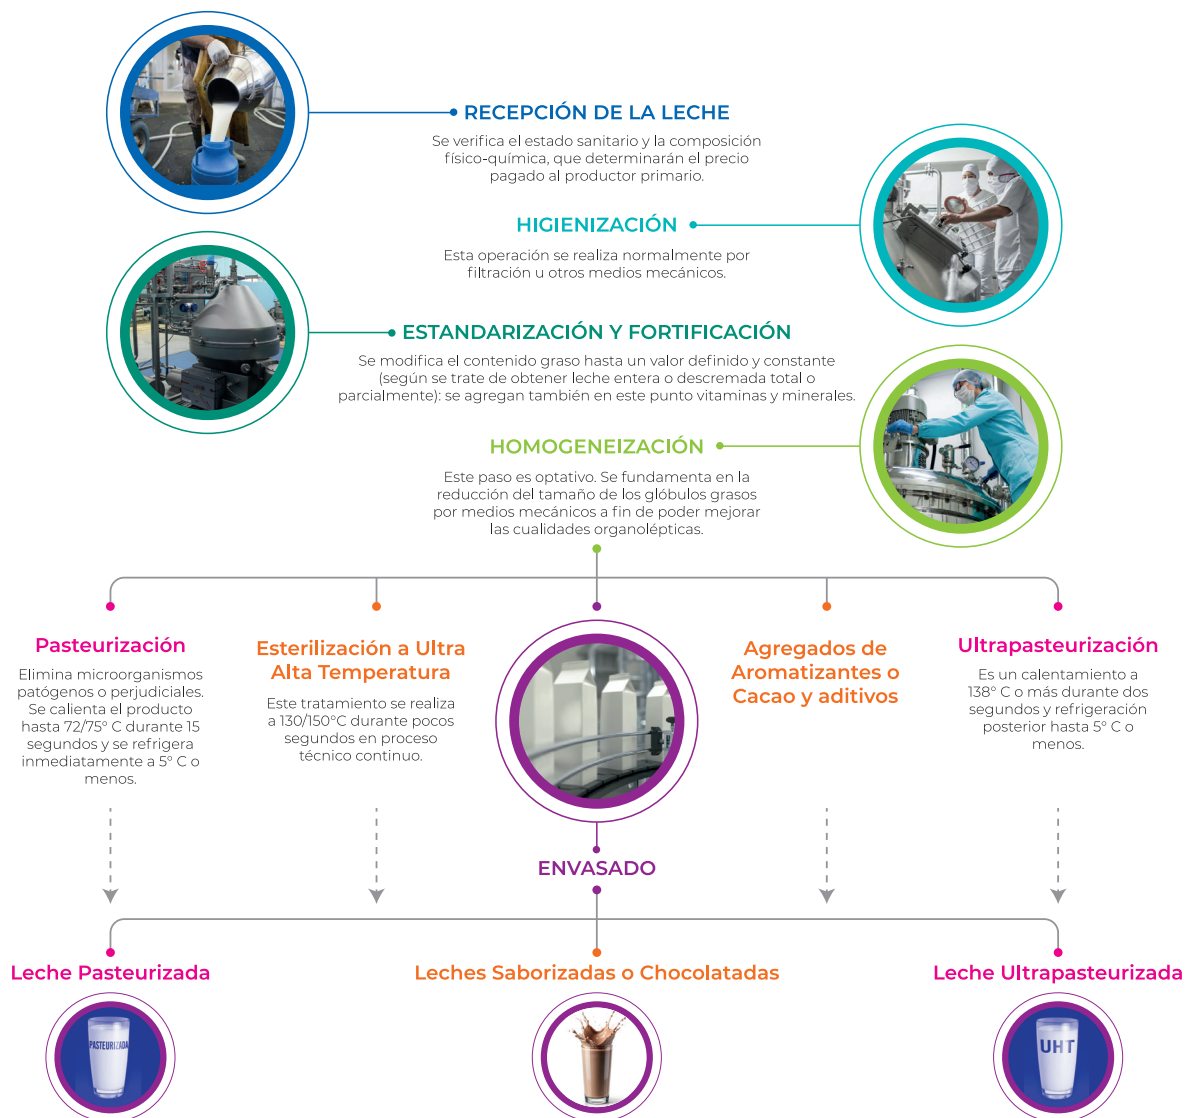 RECEPCIÓN DE LA LECHE
Se verifica el estado sanitario y la composición
físico-química, que determinarán el precio
pagado al productor primario.
HIGIENIZACIÓN
Esta operación se realiza normalmente por
filtración u otros medios mecánicos.
ESTANDARIZACIÓN Y FORTIFICACIÓN
Se modifica el contenido graso hasta un valor definido y constante
(según se trate de obtener leche entera o descremada total o
parcialmente): se agregan también en este punto vitaminas y minerales.
HOMOGENEIZACIÓN
Este paso es optativo. Se fundamenta en la
reducción del tamaño de los glóbulos grasos
por medios mecánicos a fin de poder mejorar
las cualidades organolépticas.
Pasteurización
Elimina microorganismos
patógenos o perjudiciales.
Se calienta el producto
hasta 72/75° C durante 15
segundos y se refrigera
inmediatamente a 5° C o
menos.
Esterilización a Ultra
Alta Temperatura
Este tratamiento se realiza
a 130/150°C durante pocos
segundos en proceso
técnico continuo.
Agregados de
Aromatizantes o
Cacao y aditivos
Ultrapasteurización
Es un calentamiento a
138° C o más durante dos
segundos y refrigeración
posterior hasta 5° C o
menos.
ENVASADO
Leche Pasteurizada
Leches Saborizadas o Chocolatadas
Leche Ultrapasteurizada
PASTEURIZADA
UHT